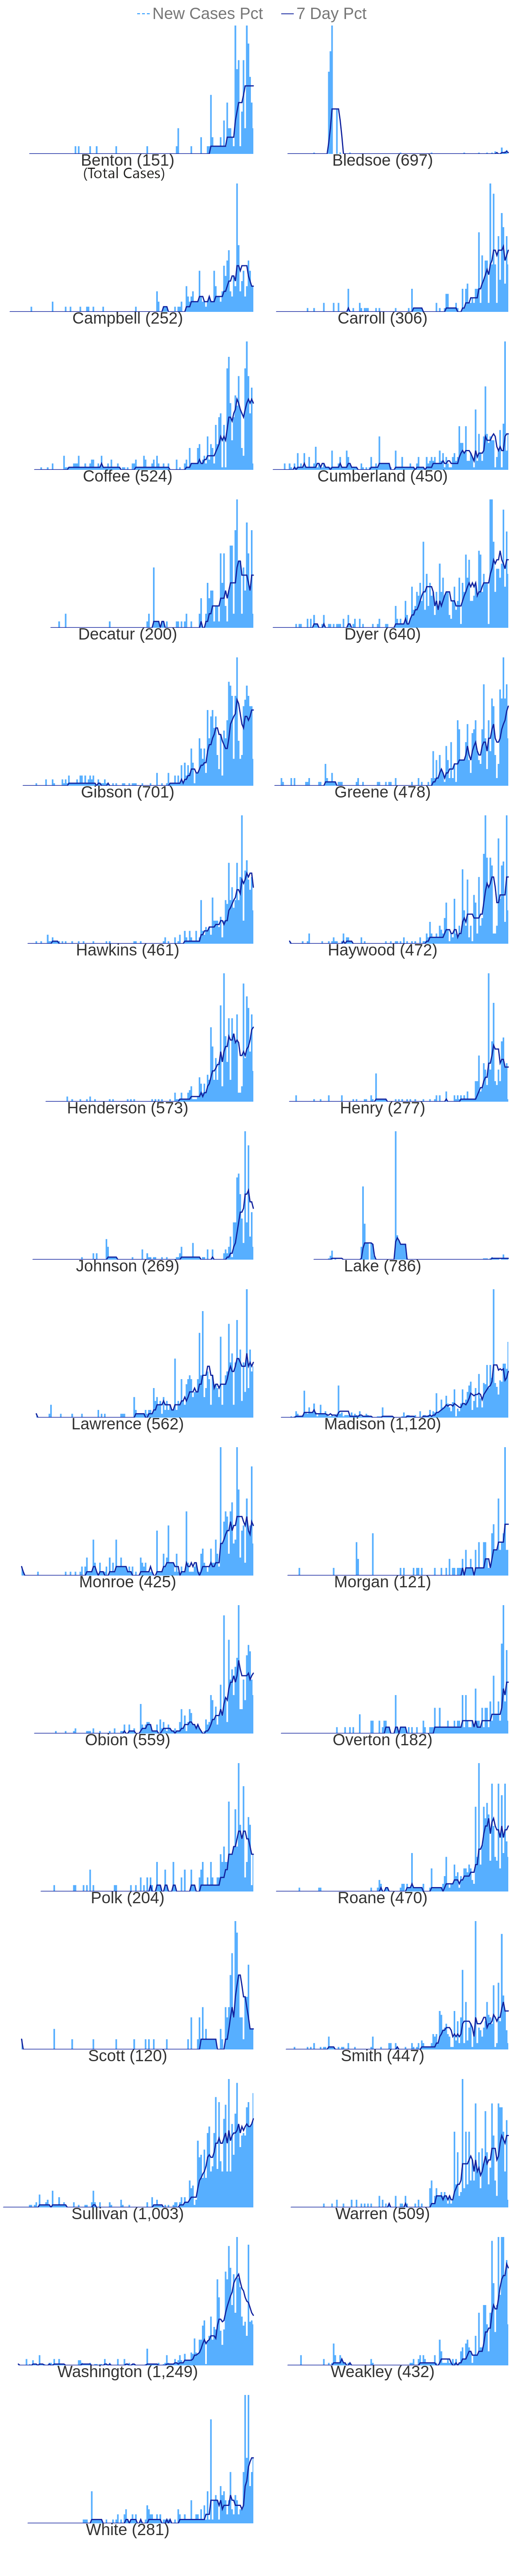 New Cases Pct 7 Day Pct
Benton (151) Bledsoe (697)
(Total Cases)
Campbell (252) Carroll (306)
Coffee (524) Cumberland (450)
Decatur (200) Dyer (640)
Gibson (701) Greene (478)
Hawkins (461) Haywood (472)
Henderson (573) Henry (277)
Johnson (269) Lake (786)
Lawrence (562) Madison (1,120)
Monroe (425) Morgan (121)
Obion (559) Overton (182)
Polk (204) Roane (470)
Scott (120) Smith (447)
Sullivan (1,003) Warren (509)
Washington (1,249) Weakley (432)
White (281)